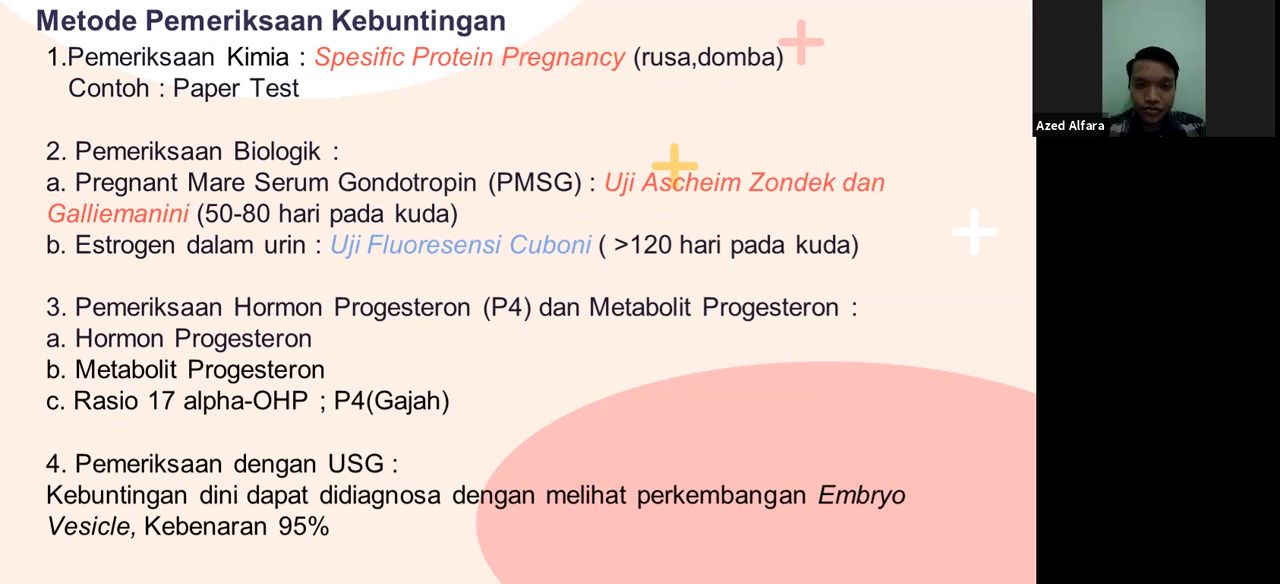 Metode Pemeriksaan Kebuntingan
1.Pemeriksaan Kimia : Spesific Protein Pregnancy (rusa,domba)
Contoh : Paper Test
2. Pemeriksaan Biologik :
a. Pregnant Mare Serum Gondotropin (PMSG) : Uji Ascheim Zondek dan
Galliemanini (50-80 hari pada kuda)
b. Estrogen dalam urin : Uji Fluoresensi Cuboni ( >120 hari pada kuda)
3. Pemeriksaan Hormon Progesteron (P4) dan Metabolit Progesteron :
a. Hormon Progesteron
b. Metabolit Progesteron
c. Rasio 17 alpha-OHP ; P4(Gajah)
4. Pemeriksaan dengan USG :
Kebuntingan dini dapat didiagnosa dengan melihat perkembangan Embryo
Vesicle, Kebenaran 95%
Azed Alfara